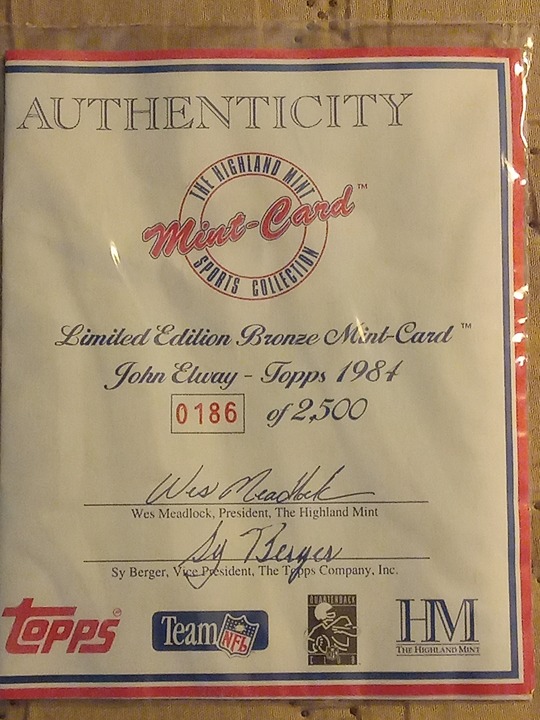 AUTHENTICITY
THE HIGHLAND MINT
Mint-Card™
SPORTS COLLECTION
Limited Edition Bronze Mint-Card™
John Elway - Topps 1984
0186 of 2,500
Wes Meadlock
Wes Meadlock, President, The Highland Mint
Sy Berger
Sy Berger, Vice President, The Topps Company, Inc.
topps®
Team NFL
QUARTERBACK
CLUB
HM
THE HIGHLAND MINT